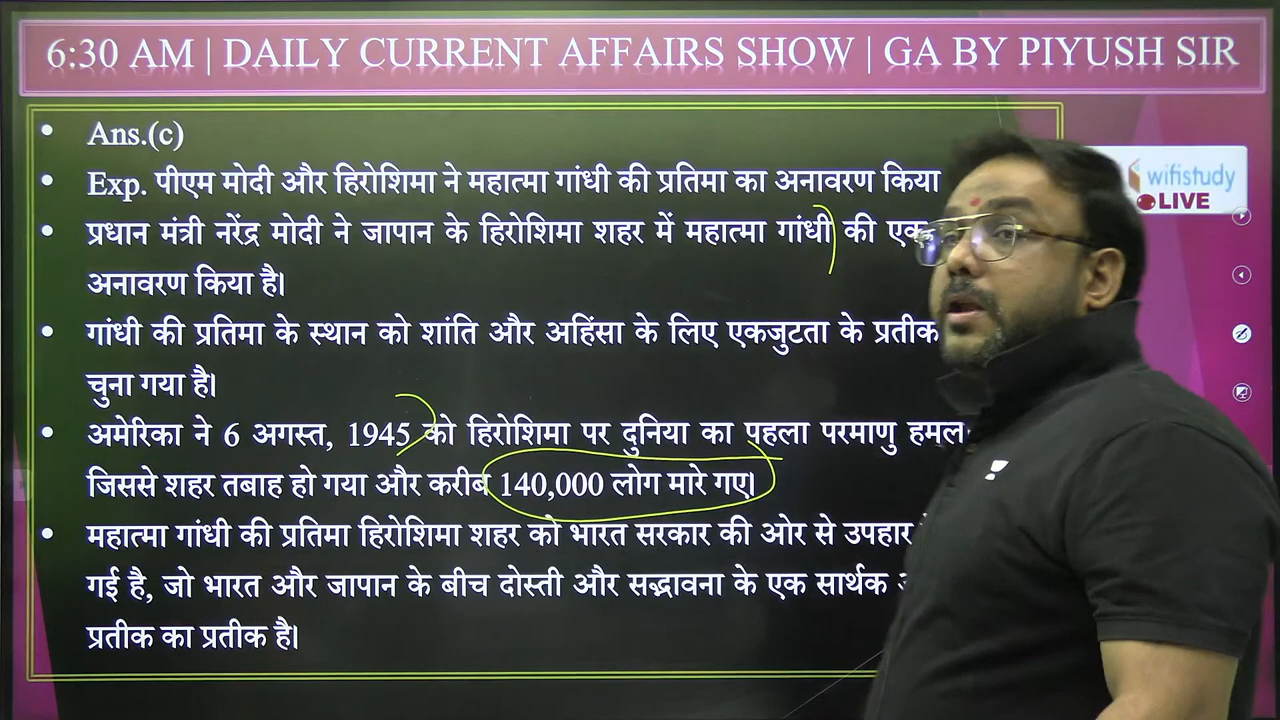 6:30 AM | DAILY CURRENT AFFAIRS SHOW | GA BY PIYUSH SIR
• Ans.(c)
• Exp. पीएम मोदी और हिरोशिमा ने महात्मा गांधी की प्रतिमा का अनावरण किया
wifistudy
LIVE
• प्रधान मंत्री नरेंद्र मोदी ने जापान के हिरोशिमा शहर में महात्मा गांधी की एक
अनावरण किया है।
• गांधी की प्रतिमा के स्थान को शांति और अहिंसा के लिए एकजुटता के प्रतीक
चुना गया है।
• अमेरिका ने 6 अगस्त, 1945 को हिरोशिमा पर दुनिया का पहला परमाणु
जिससे शहर तबाह हो गया और करीब 140,000 लोग मारे गए।
• महात्मा गांधी की प्रतिमा हिरोशिमा शहर को भारत सरकार की ओर से उपहार
गई है, जो भारत और जापान के बीच दोस्ती और सद्भावना के एक सार्थक
प्रतीक का प्रतीक है।